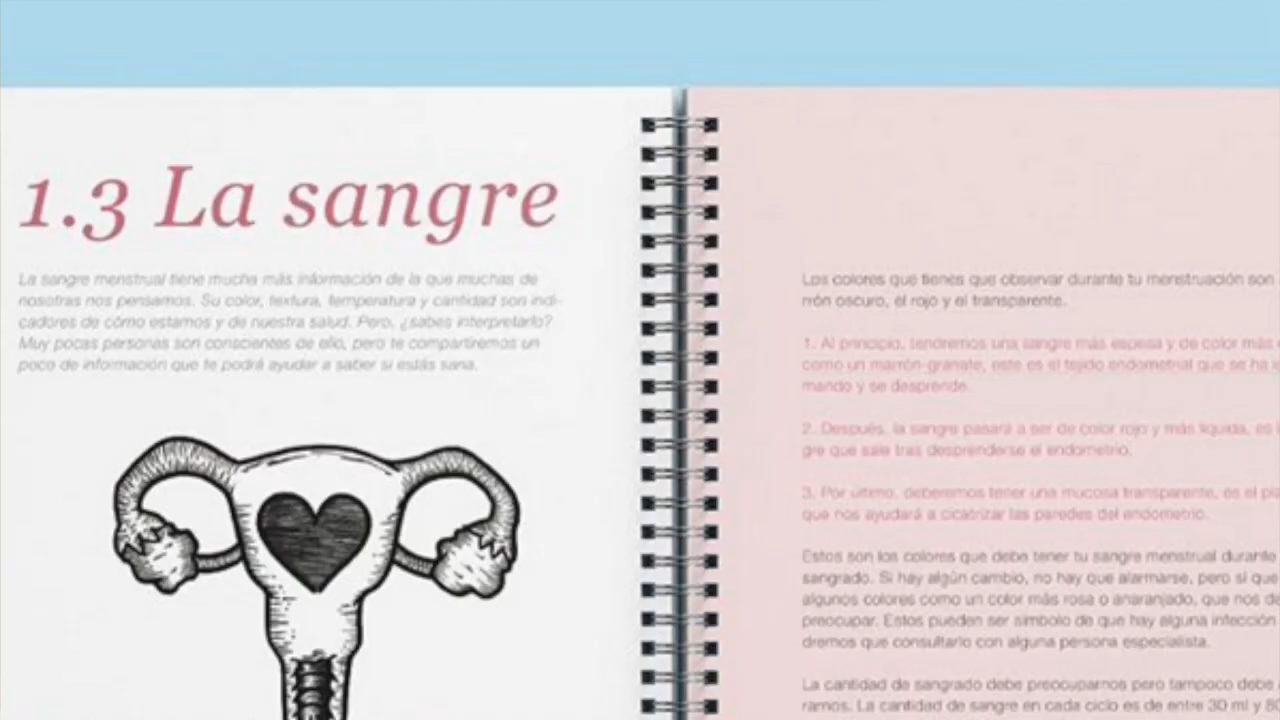 1.3 La sangre
La sangre menstrual tiene mucha más información de la que muchas de
nosotras nos pensamos. Su color, textura, temperatura y cantidad son indi-
cadores de cómo estamos y de nuestra salud. Pero, ¿sabes interpretarlo?
Muy pocas personas son conscientes de ello, pero te compartiremos un
poco de información que te podrá ayudar a saber si estás sana.
Los colores que tienes que observar durante tu menstruación son
rrón oscuro, el rojo y el transparente.
1. Al principio, tendremos una sangre más espesa y de color más
como un marrón-granate, este es el tejido endometrial que se ha
mando y se desprende.
2. Después, la sangre pasará a ser de color rojo y más líquida, es
gre que sale tras desprenderse el endometrio.
3. Por último, deberemos tener una mucosa transparente, es el
que nos ayudará a cicatrizar las paredes del endometrio.
Estos son los colores que debe tener tu sangre menstrual durante
sangrado. Si hay algún cambio, no hay que alarmarse, pero sí que
algunos colores como un color más rosa o anaranjado, que nos
preocupar. Estos pueden ser símbolo de que hay alguna infección
dremos que consultarlo con alguna persona especialista.
La cantidad de sangrado debe preocuparnos pero tampoco debe
rarnos. La cantidad de sangre en cada ciclo es de entre 30 ml y